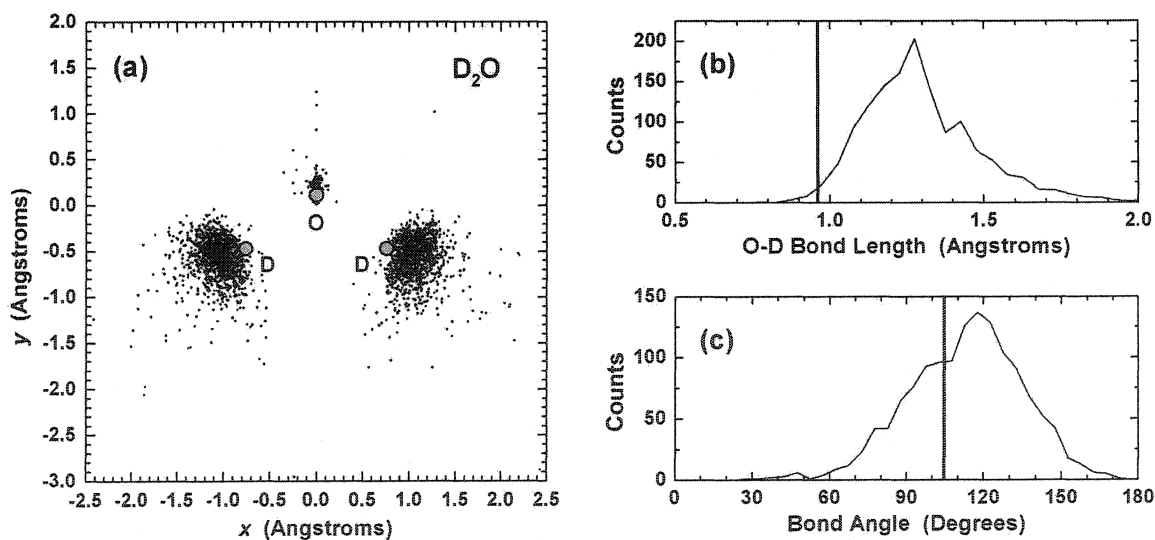 (a)
D₂O
2.0
1.5
1.0
0.5
0.0
-0.5
-1.0
-1.5
-2.0
-2.5
-3.0
y (Angstroms)
O
D
D
-2.5 -2.0 -1.5 -1.0 -0.5 0.0 0.5 1.0 1.5 2.0 2.5
x (Angstroms)
(b)
200
150
100
50
0
Counts
0.5 1.0 1.5 2.0
O-D Bond Length (Angstroms)
(c)
150
100
50
0
Counts
0 30 60 90 120 150 180
Bond Angle (Degrees)